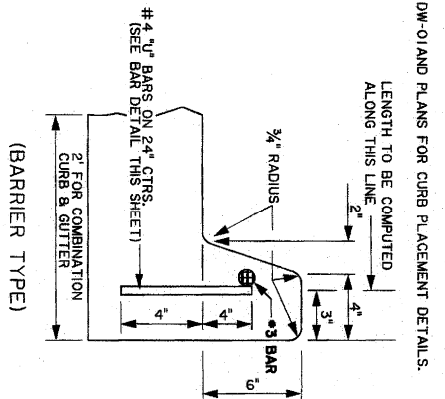 DW-01AND PLANS FOR CURB PLACEMENT DETAILS.
LENGTH TO BE COMPUTED
ALONG THIS LINE
2"
4"
3"
3/4" RADIUS
6"
#3 BAR
4"
4"
#4 "U" BARS ON 24" CTRS.
(SEE BAR DETAIL THIS SHEET)
2' FOR COMBINATION
CURB & GUTTER
(BARRIER TYPE)